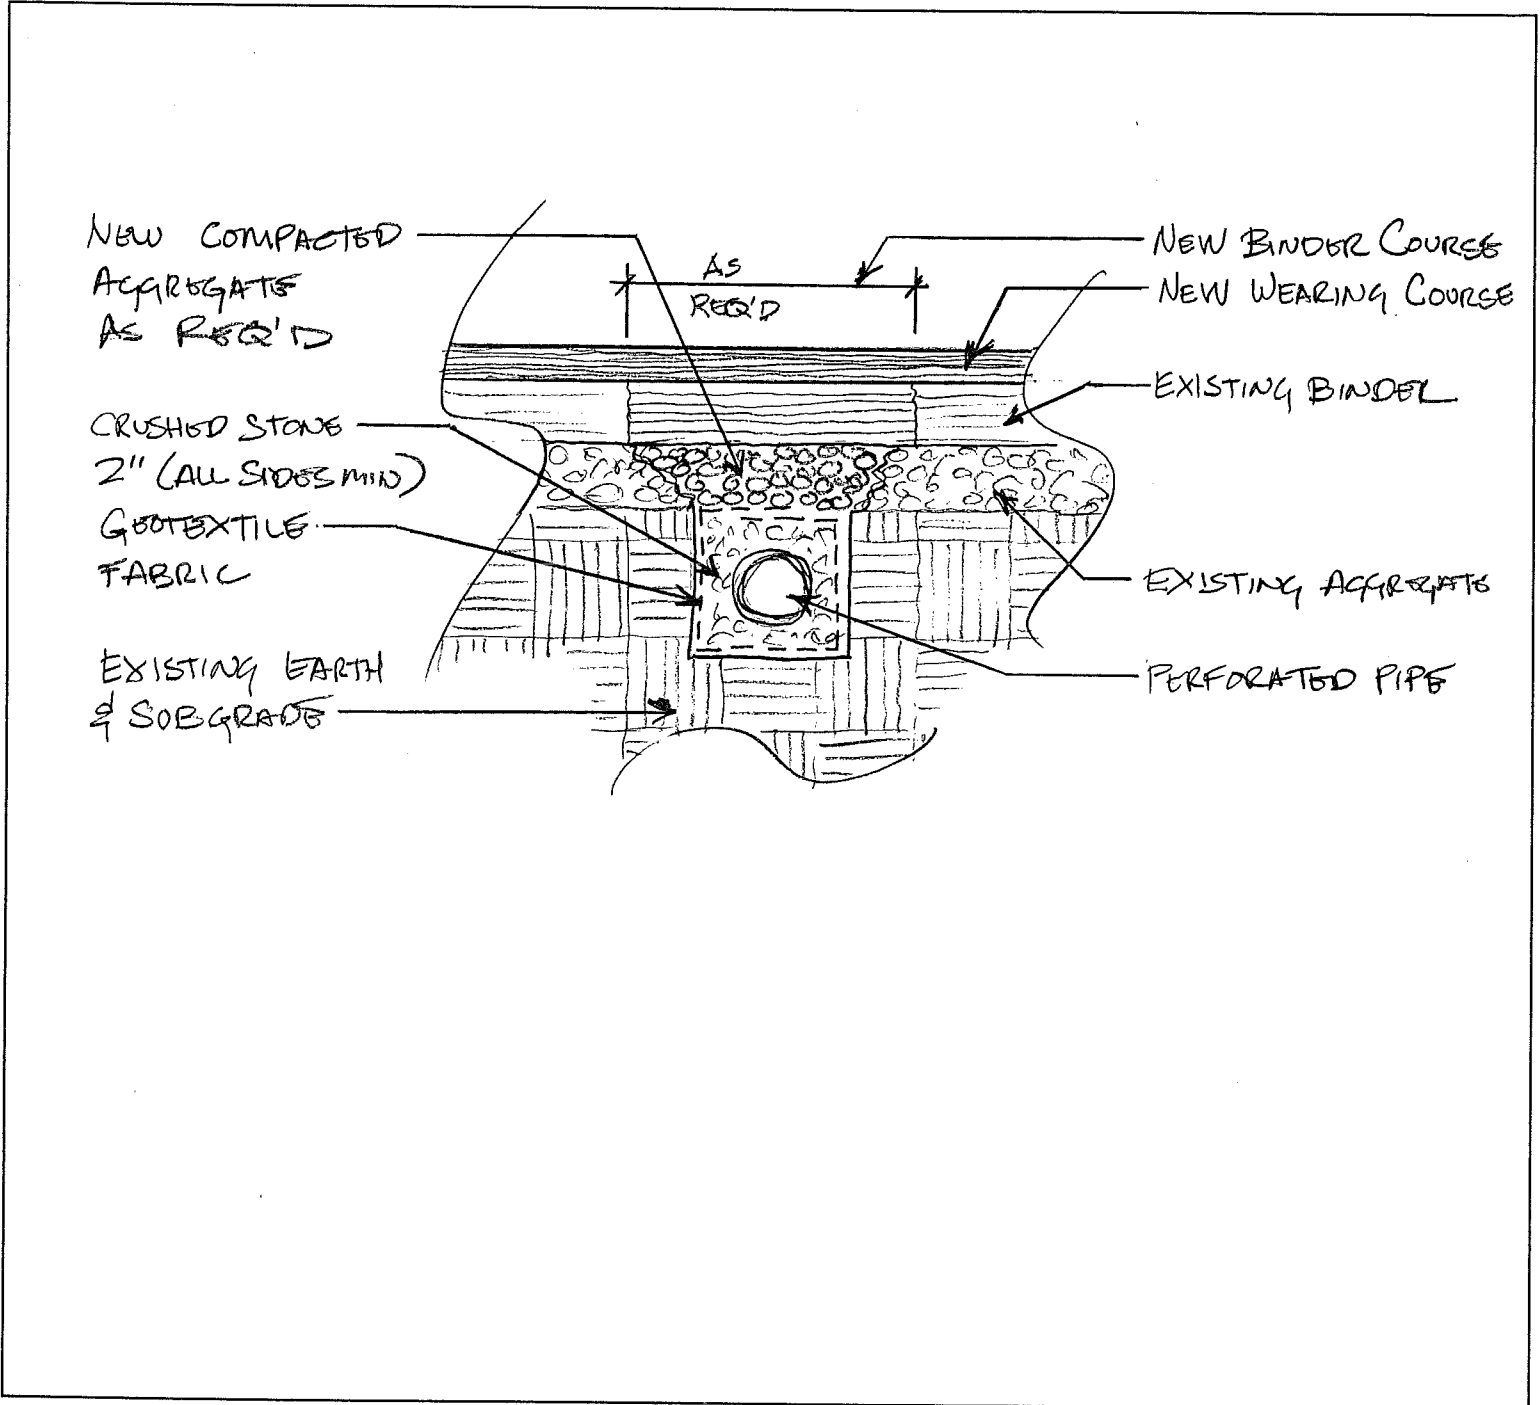 NEW COMPACTED
AGGREGATE
AS REQ'D
CRUSHED STONE
2" (ALL SIDES MIN)
GEOTEXTILE
FABRIC
EXISTING EARTH
& SUBGRADE
AS
REQ'D
NEW BINDER COURSE
NEW WEARING COURSE
EXISTING BINDER
EXISTING AGGREGATE
PERFORATED PIPE